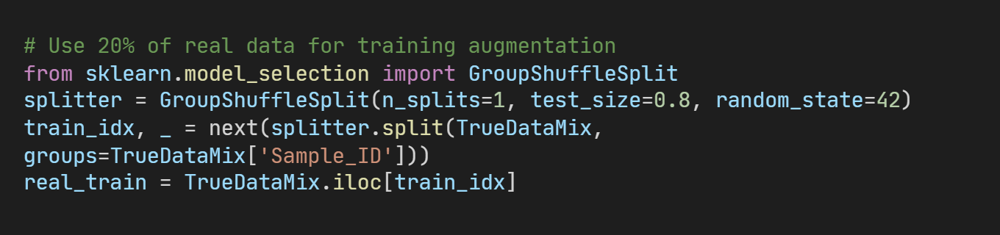 # Use 20% of real data for training augmentation
from sklearn.model_selection import GroupShuffleSplit
splitter = GroupShuffleSplit(n_splits=1, test_size=0.8, random_state=42)
train_idx, _ = next(splitter.split(TrueDataMix,
groups=TrueDataMix['Sample_ID']))
real_train = TrueDataMix.iloc[train_idx]